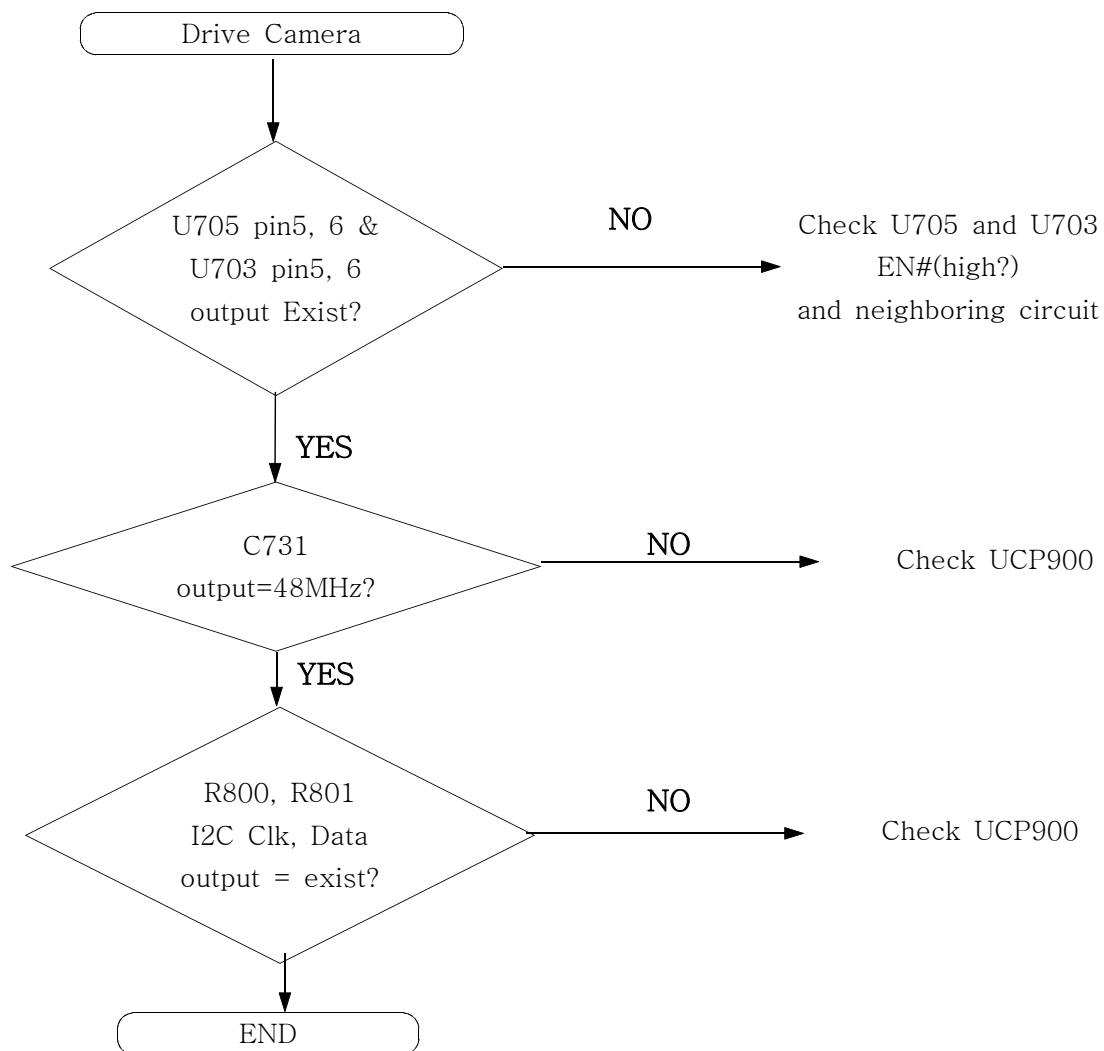 Drive Camera
U705 pin5, 6 &
U703 pin5, 6
output Exist?
NO
Check U705 and U703
EN#(high?)
and neighboring circuit
YES
C731
output=48MHz?
NO
Check UCP900
YES
R800, R801
I2C Clk, Data
output = exist?
NO
Check UCP900
END